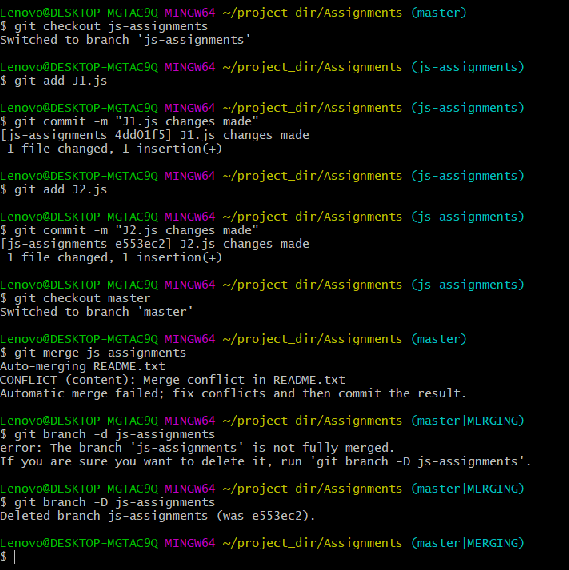 Lenovo@DESKTOP-MGTAC9Q MINGW64 ~/project_dir/Assignments (master)
$ git checkout js-assignments
Switched to branch 'js-assignments'
Lenovo@DESKTOP-MGTAC9Q MINGW64 ~/project_dir/Assignments (js-assignments)
$ git add J1.js
Lenovo@DESKTOP-MGTAC9Q MINGW64 ~/project_dir/Assignments (js-assignments)
$ git commit -m "J1.js changes made"
[js-assignments 4dd01f5] J1.js changes made
1 file changed, 1 insertion(+)
Lenovo@DESKTOP-MGTAC9Q MINGW64 ~/project_dir/Assignments (js-assignments)
$ git add J2.js
Lenovo@DESKTOP-MGTAC9Q MINGW64 ~/project_dir/Assignments (js-assignments)
$ git commit -m "J2.js changes made"
[js-assignments e553ec2] J2.js changes made
1 file changed, 1 insertion(+)
Lenovo@DESKTOP-MGTAC9Q MINGW64 ~/project_dir/Assignments (js-assignments)
$ git checkout master
Switched to branch 'master'
Lenovo@DESKTOP-MGTAC9Q MINGW64 ~/project_dir/Assignments (master)
$ git merge js-assignments
Auto-merging README.txt
CONFLICT (content): Merge conflict in README.txt
Automatic merge failed; fix conflicts and then commit the result.
Lenovo@DESKTOP-MGTAC9Q MINGW64 ~/project_dir/Assignments (master|MERGING)
$ git branch -d js-assignments
error: The branch 'js-assignments' is not fully merged.
If you are sure you want to delete it, run 'git branch -D js-assignments'.
Lenovo@DESKTOP-MGTAC9Q MINGW64 ~/project_dir/Assignments (master|MERGING)
$ git branch -D js-assignments
Deleted branch js-assignments (was e553ec2).
Lenovo@DESKTOP-MGTAC9Q MINGW64 ~/project_dir/Assignments (master|MERGING)
$